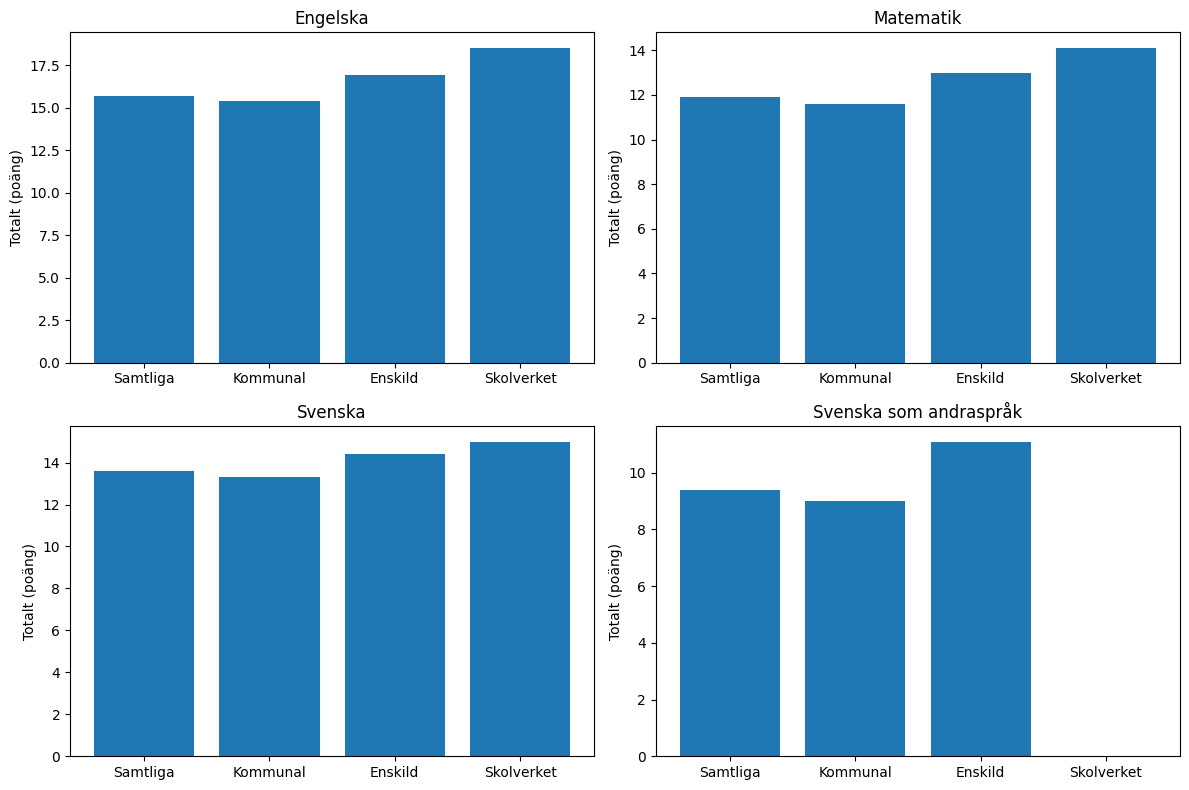 Engelska
Totalt (poäng)
17.5
15.0
12.5
10.0
7.5
5.0
2.5
0.0
Samtliga Kommunal Enskild Skolverket
Matematik
Totalt (poäng)
14
12
10
8
6
4
2
0
Samtliga Kommunal Enskild Skolverket
Svenska
Totalt (poäng)
14
12
10
8
6
4
2
0
Samtliga Kommunal Enskild Skolverket
Svenska som andraspråk
Totalt (poäng)
10
8
6
4
2
0
Samtliga Kommunal Enskild Skolverket